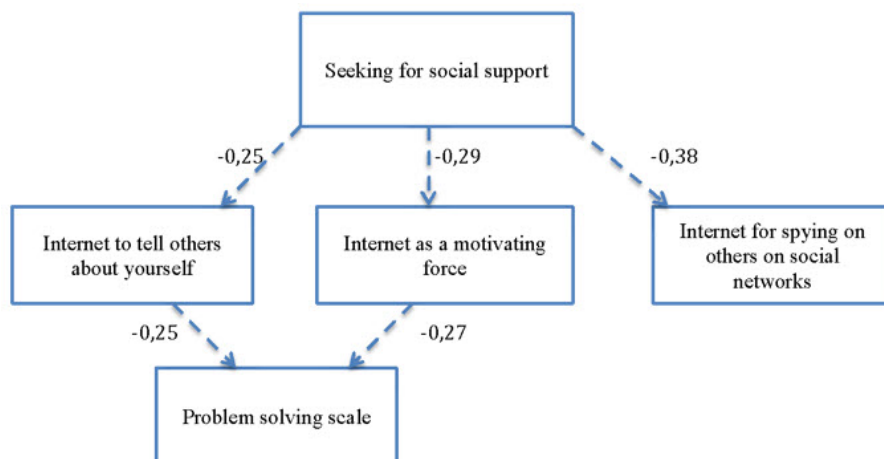 Seeking for social support
-0,25
-0,29
-0,38
Internet to tell others
about yourself
Internet as a motivating
force
Internet for spying on
others on social
networks
-0,25
-0,27
Problem solving scale